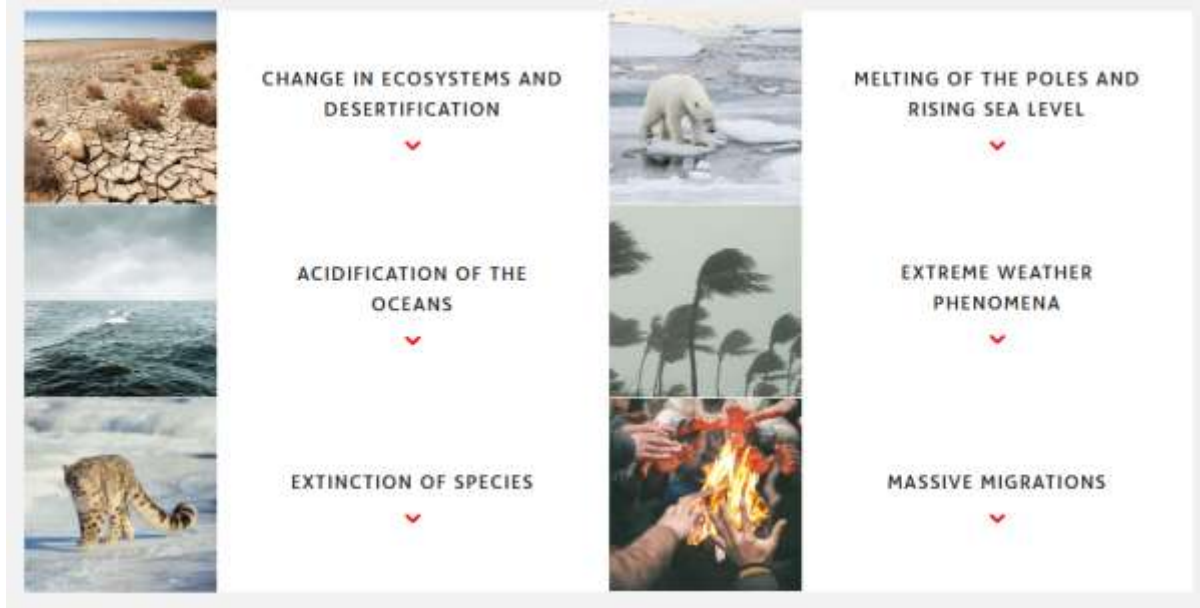 CHANGE IN ECOSYSTEMS AND
DESERTIFICATION
MELTING OF THE POLES AND
RISING SEA LEVEL
ACIDIFICATION OF THE
OCEANS
EXTREME WEATHER
PHENOMENA
EXTINCTION OF SPECIES
MASSIVE MIGRATIONS